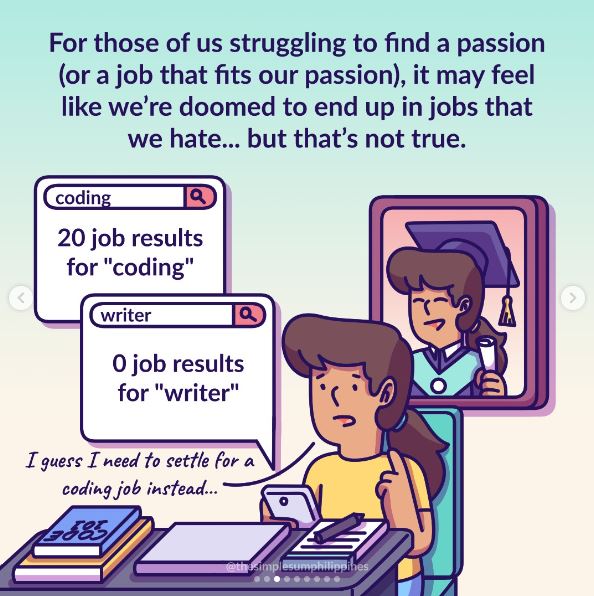 For those of us struggling to find a passion
(or a job that fits our passion), it may feel
like we're doomed to end up in jobs that
we hate... but that's not true.
coding
20 job results
for "coding"
writer
0 job results
for "writer"
I guess I need to settle for a
coding job instead...
CODE
101
@thesimplesumphilippines